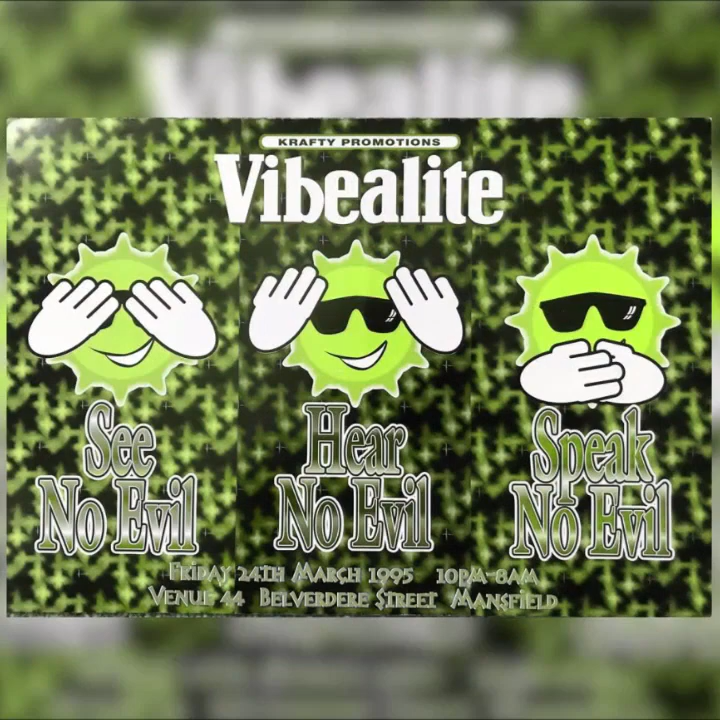 KRAFTY PROMOTIONS
Vibealite
See
No Evil
Hear
No Evil
Speak
No Evil
FRIDAY 24TH MARCH 1995 10PM-8AM
VENUE 44 BELVERDERE STREET MANSFIELD